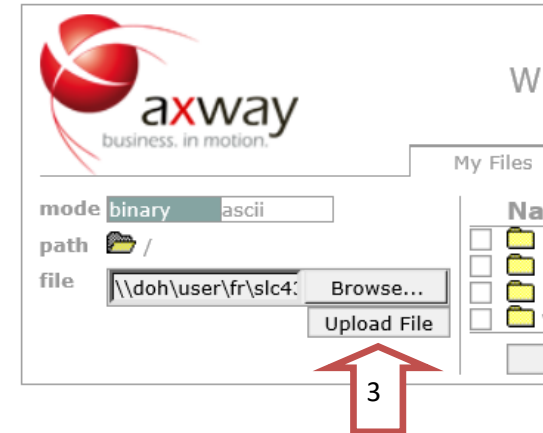 axway
business. in motion.
W
My Files
mode binary ascii
Na
path /
file \\doh\user\fr\slc43 Browse...
Upload File
3